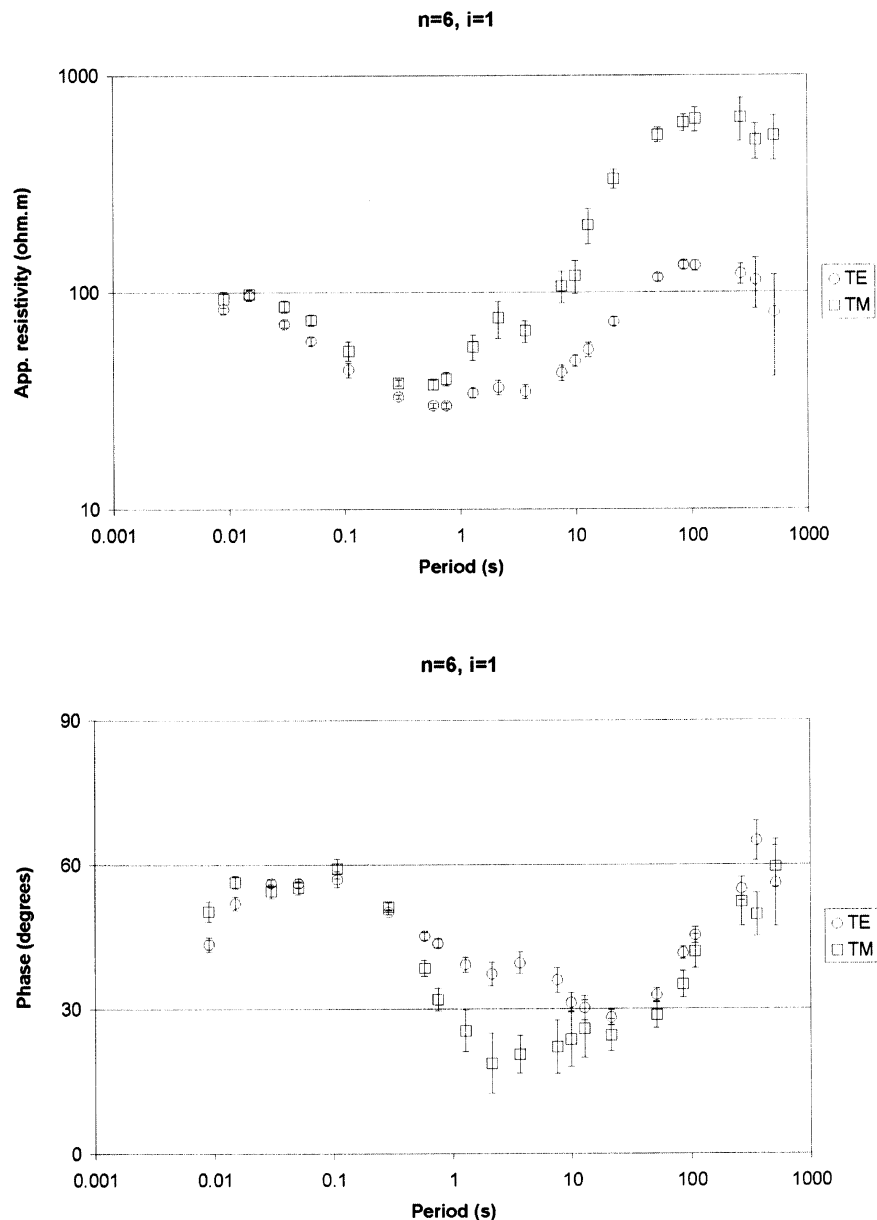 n=6, i=1
1000
100
10
App. resistivity (ohm.m)
0.001 0.01 0.1 1 10 100 1000
Period (s)
TE
TM
n=6, i=1
90
60
30
0
Phase (degrees)
0.001 0.01 0.1 1 10 100 1000
Period (s)
TE
TM